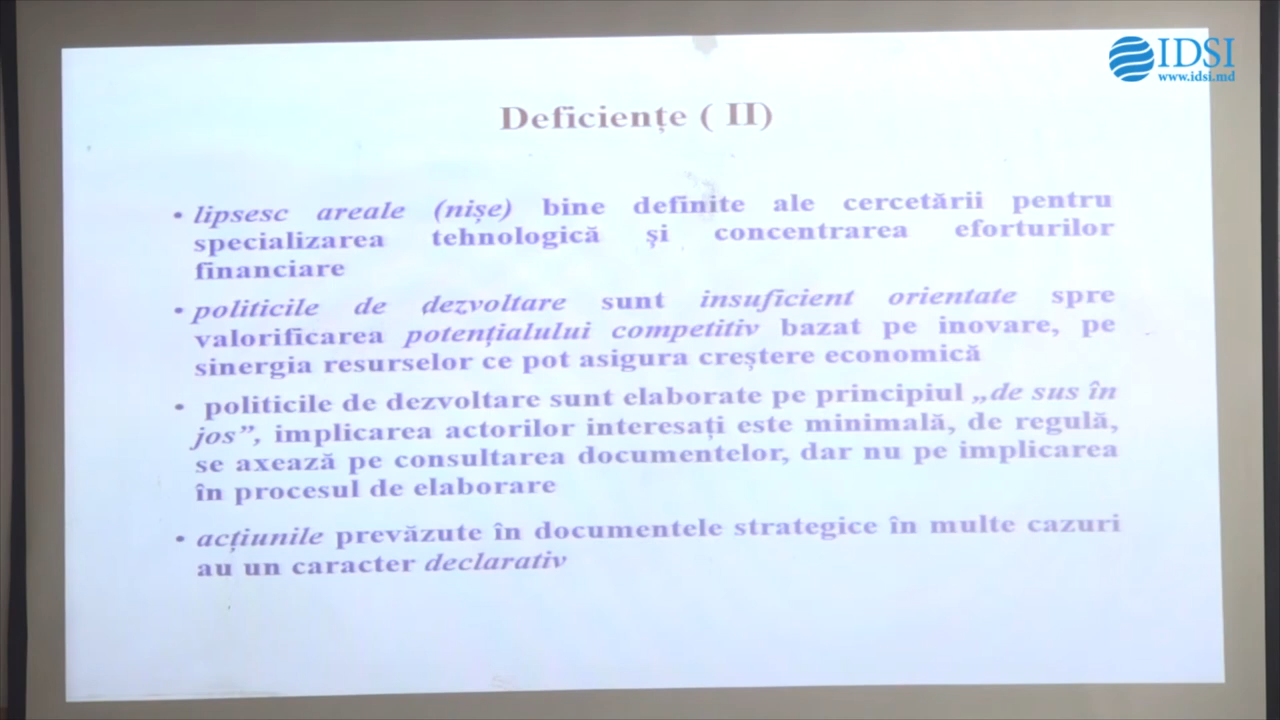 IDSI
www.idsi.md
Deficiențe ( II)
• lipsesc areale (nișe) bine definite ale cercetării pentru
specializarea tehnologică și concentrarea eforturilor
financiare
• politicile de dezvoltare sunt insuficient orientate spre
valorificarea potențialului competitiv bazat pe inovare, pe
sinergia resurselor ce pot asigura creștere economică
• politicile de dezvoltare sunt elaborate pe principiul „de sus în
jos”, implicarea actorilor interesați este minimală, de regulă,
se axează pe consultarea documentelor, dar nu pe implicarea
în procesul de elaborare
• acțiunile prevăzute în documentele strategice în multe cazuri
au un caracter declarativ